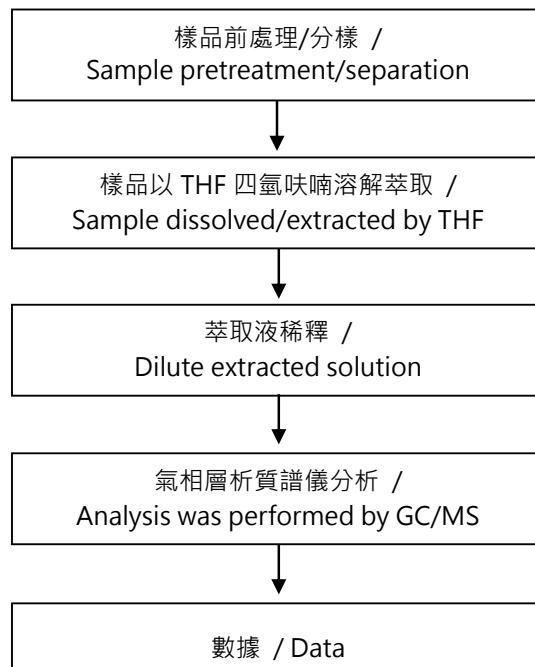 樣品前處理/分樣 /
Sample pretreatment/separation
樣品以 THF 四氫呋喃溶解萃取 /
Sample dissolved/extracted by THF
萃取液稀釋 /
Dilute extracted solution
氣相層析質譜儀分析 /
Analysis was performed by GC/MS
數據 / Data